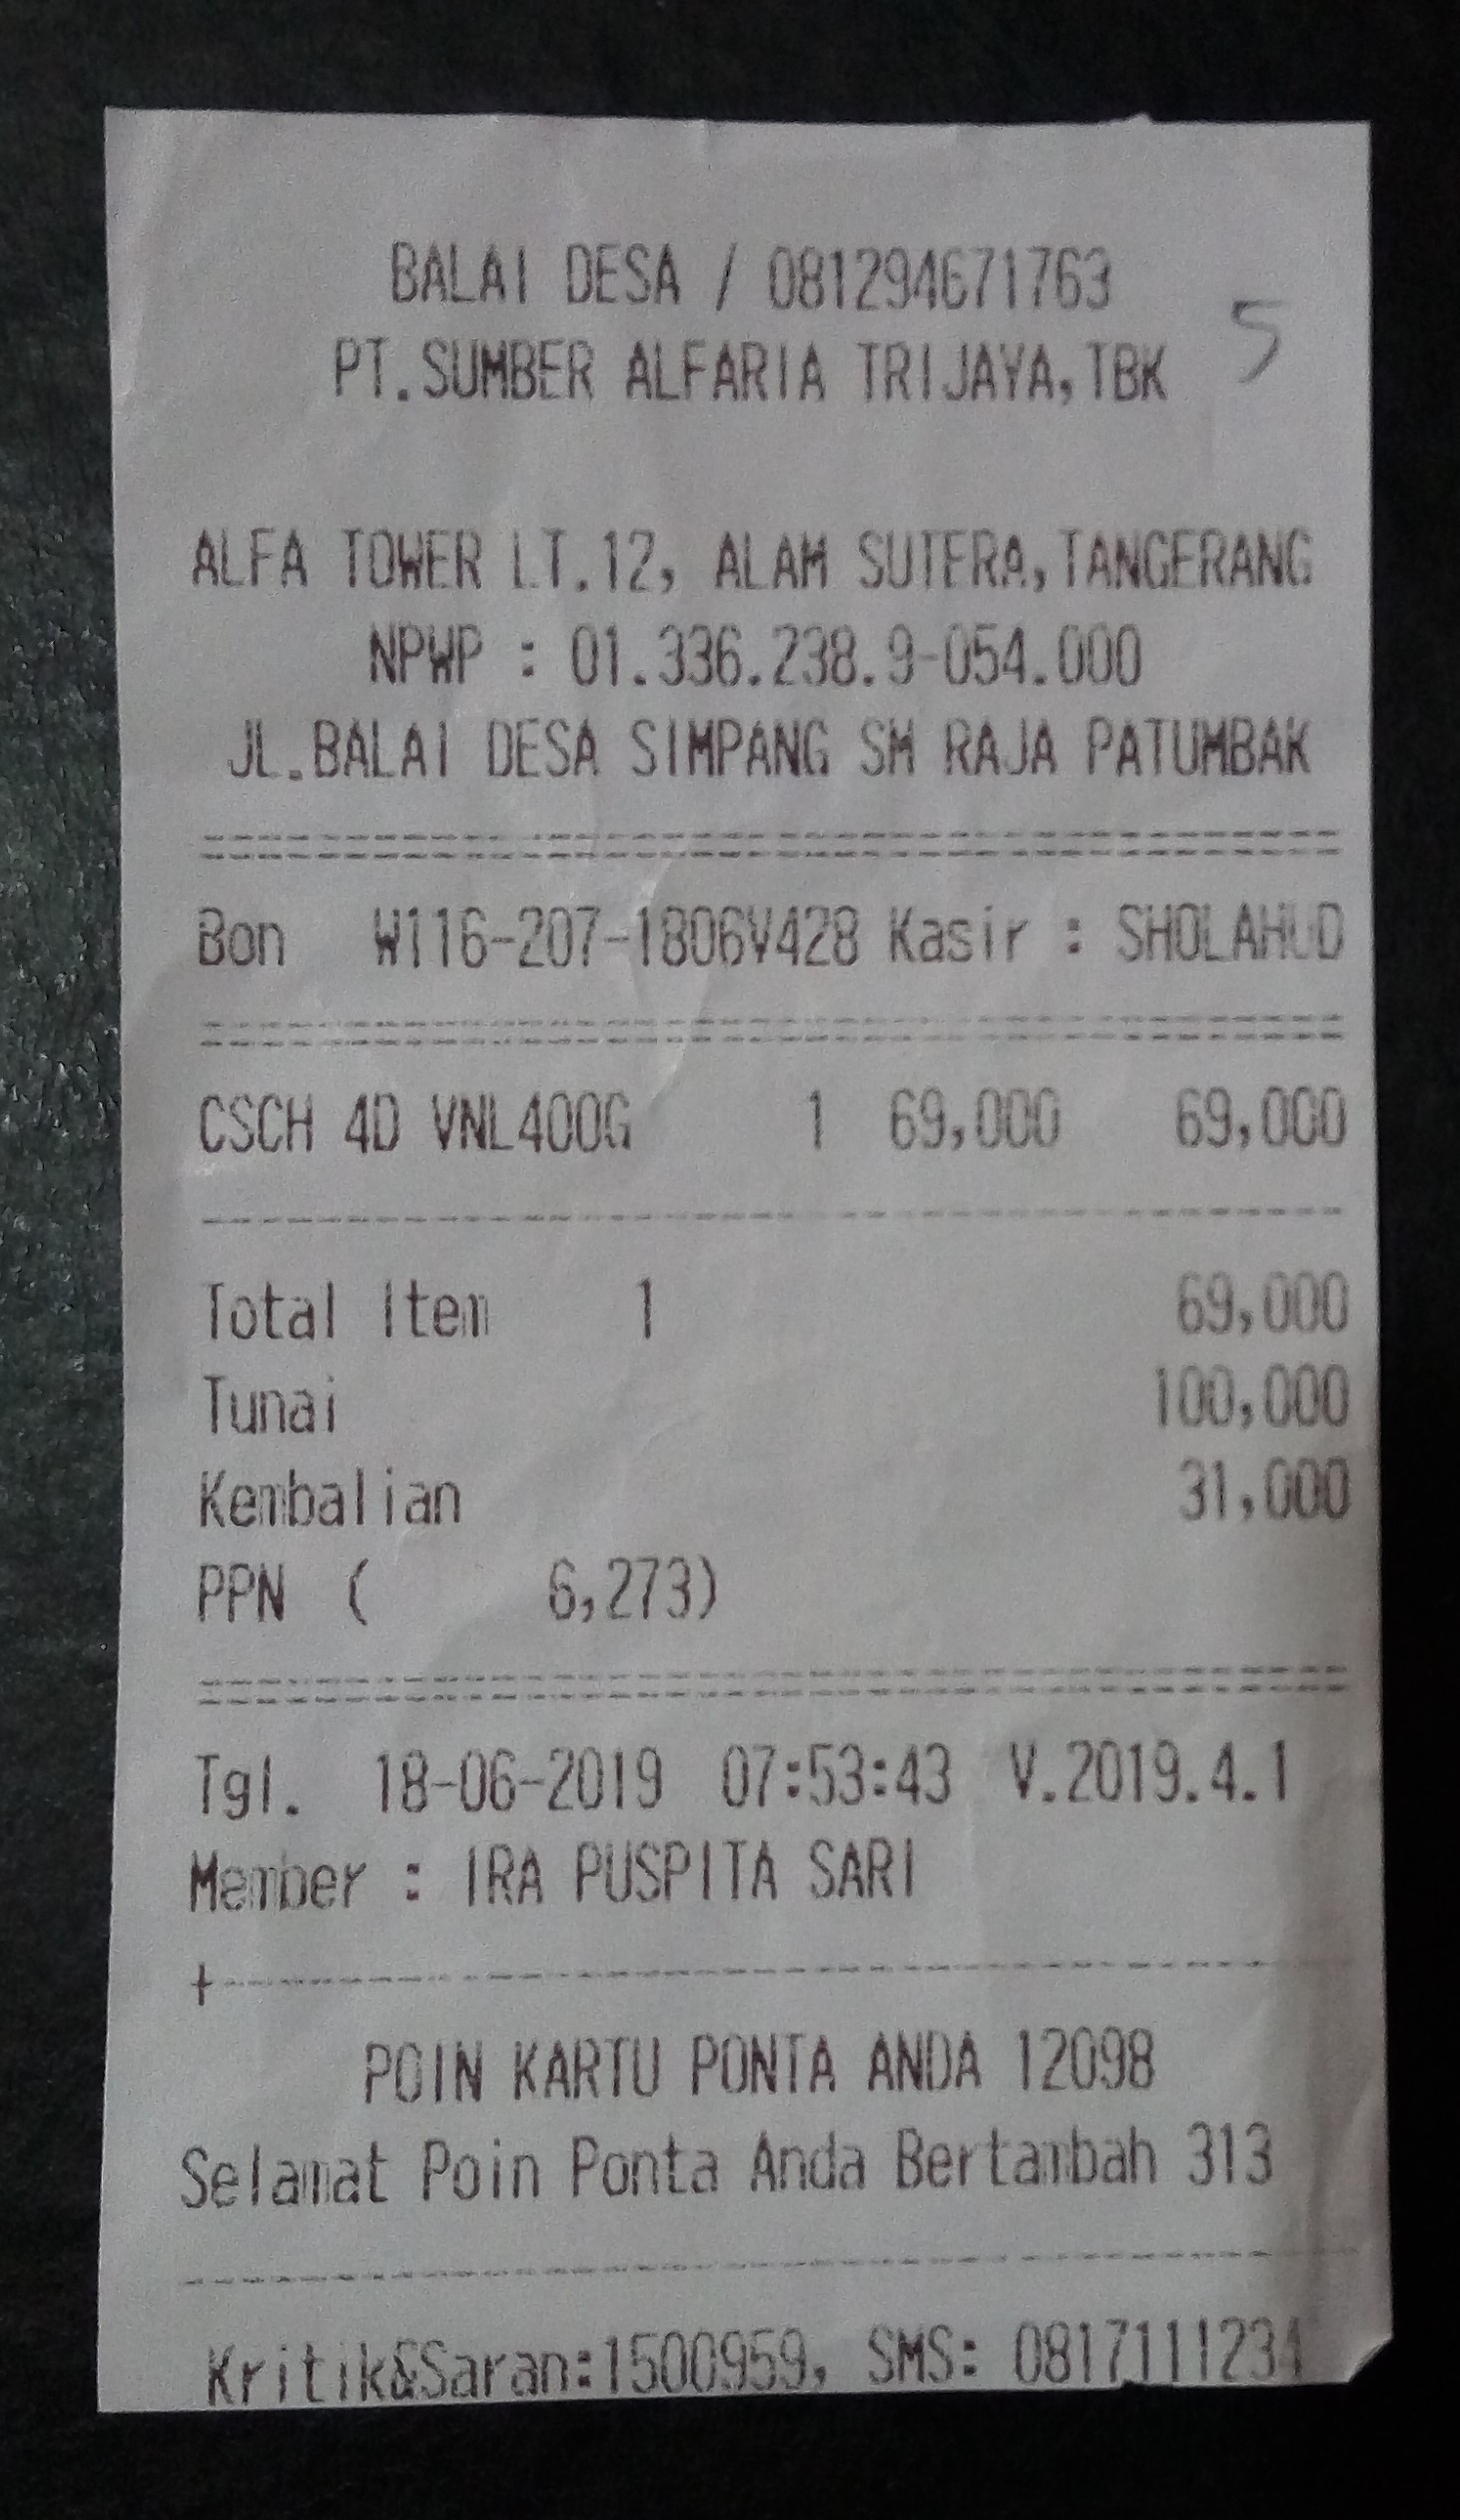 BALAI DESA / 081294671763
5
PT.SUMBER ALFARIA TRIJAYA,TBK
ALFA TOWER LT.12, ALAM SUTERA,TANGERANG
NPWP : 01.336.238.9-054.000
JL.BALAI DESA SIMPANG SM RAJA PATUMBAK
Bon W116-207-1806V428 Kasir : SHOLAHUD
CSCH 4D VNL400G 1 69,000 69,000
Total Item 1 69,000
Tunai 100,000
Kembalian 31,000
PPN ( 6,273)
Tgl. 18-06-2019 07:53:43 V.2019.4.1
Member : IRA PUSPITA SARI
POIN KARTU PONTA ANDA 12098
Selamat Poin Ponta Anda Bertambah 313
Kritik&Saran:1500959, SMS: 0817111234